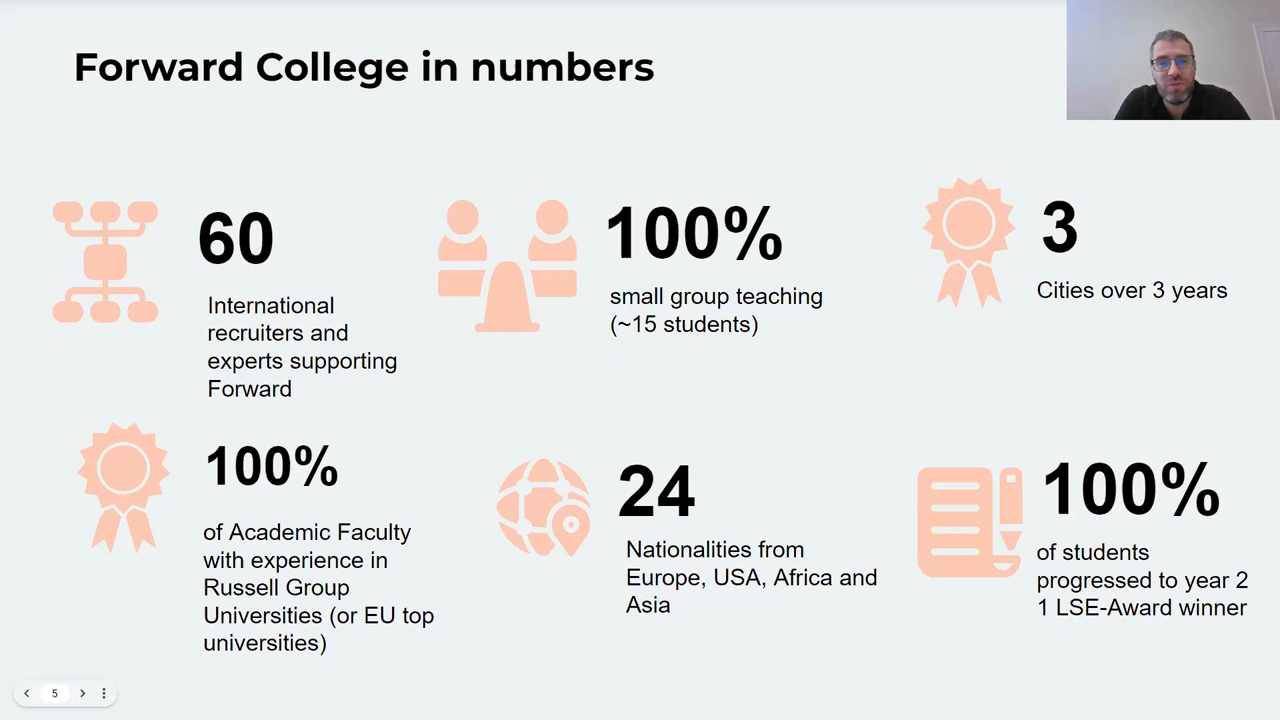 Forward College in numbers
60
International
recruiters and
experts supporting
Forward
100%
small group teaching
(~15 students)
3
Cities over 3 years
100%
of Academic Faculty
with experience in
Russell Group
Universities (or EU top
universities)
24
Nationalities from
Europe, USA, Africa and
Asia
100%
of students
progressed to year 2
1 LSE-Award winner
5